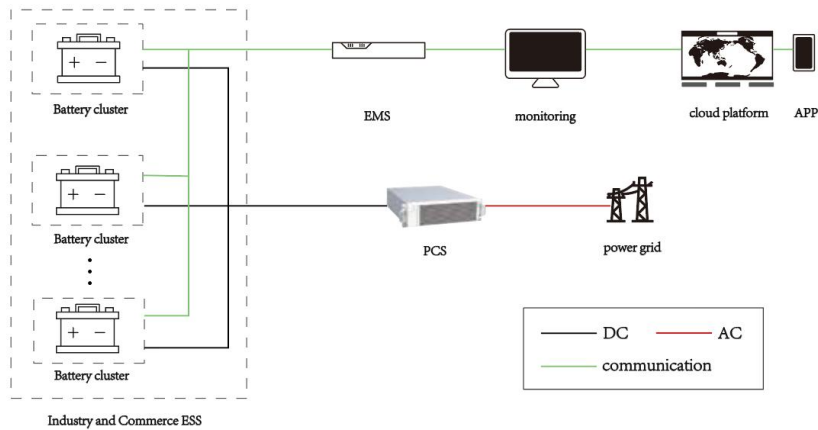 Battery cluster
EMS
monitoring
cloud platform
APP
Battery cluster
PCS
power grid
Battery cluster
DC
AC
communication
Industry and Commerce ESS